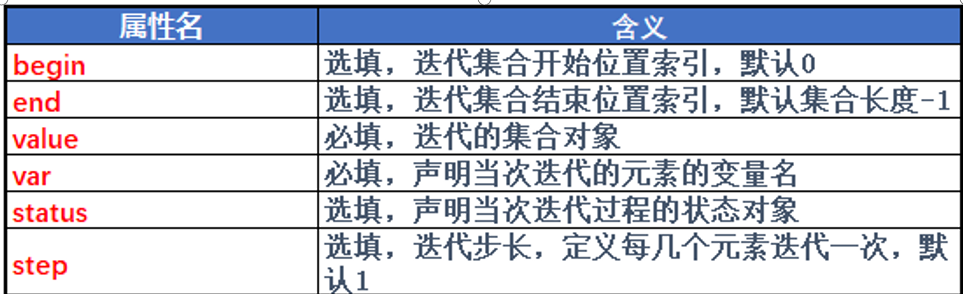 属性名 含义
begin 选填，迭代集合开始位置索引，默认0
end 选填，迭代集合结束位置索引，默认集合长度-1
value 必填，迭代的集合对象
var 必填，声明当次迭代的元素的变量名
status 选填，声明当次迭代过程的状态对象
step 选填，迭代步长，定义每几个元素迭代一次，默
认1